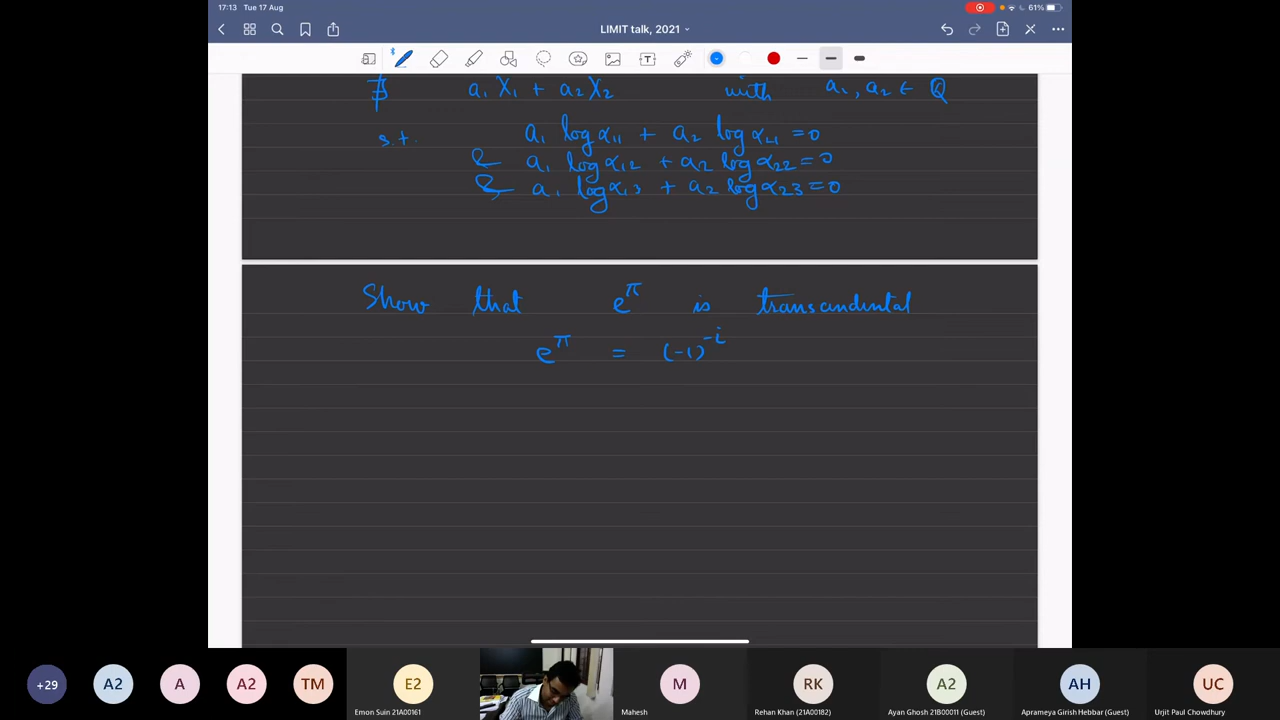 17:13 Tue 17 Aug
61%
LIMIT talk, 2021
∄ a₁X₁ + a₂X₂ with a₁, a₂ ∈ Q
s.t. a₁ log α₁₁ + a₂ log α₂₁ = 0
& a₁ log α₁₂ + a₂ log α₂₂ = 0
& a₁ log α₁₃ + a₂ log α₂₃ = 0
Show that e^π is transcandental
e^π = (-1)^-i
+29
A2
A
A2
TM
E2
M
RK
A2
AH
UC
Emon Suin 21A00161
Mahesh
Rehan Khan (21A00182)
Ayan Ghosh 21B00011 (Guest)
Aprameya Girish Hebbar (Guest)
Urjit Paul Chowdhury